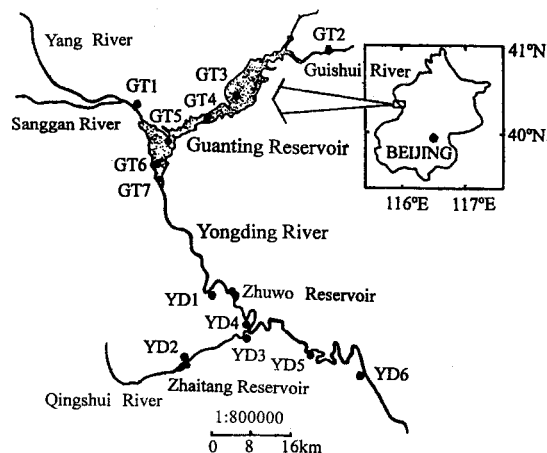 Yang River
GT2
41°N
GT3
Guishui River
GT1
GT4
GT5
Sanggan River
Guanting Reservoir
40°N
BEIJING
GT6
GT7
116°E
117°E
Yongding River
YD1
Zhuwo Reservoir
YD4
YD2
YD3
YD5
YD6
Zhaitang Reservoir
Qingshui River
1:800000
0 8 16km